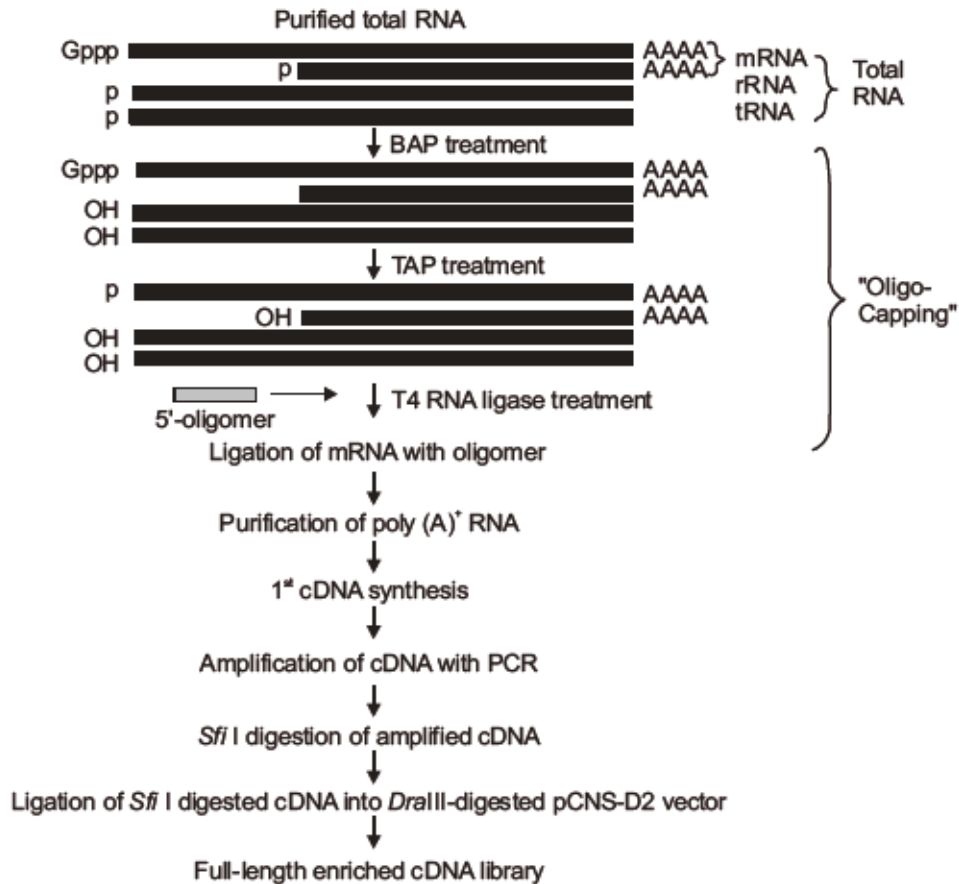 Purified total RNA
Gppp AAAA mRNA Total
p AAAA rRNA RNA
p tRNA
p
BAP treatment
Gppp AAAA
AAAA
OH
OH
TAP treatment
p AAAA
OH AAAA
OH
OH
"Oligo-
Capping"
T4 RNA ligase treatment
5'-oligomer
Ligation of mRNA with oligomer
Purification of poly (A)+ RNA
1st cDNA synthesis
Amplification of cDNA with PCR
Sfi I digestion of amplified cDNA
Ligation of Sfi I digested cDNA into DraIII-digested pCNS-D2 vector
Full-length enriched cDNA library